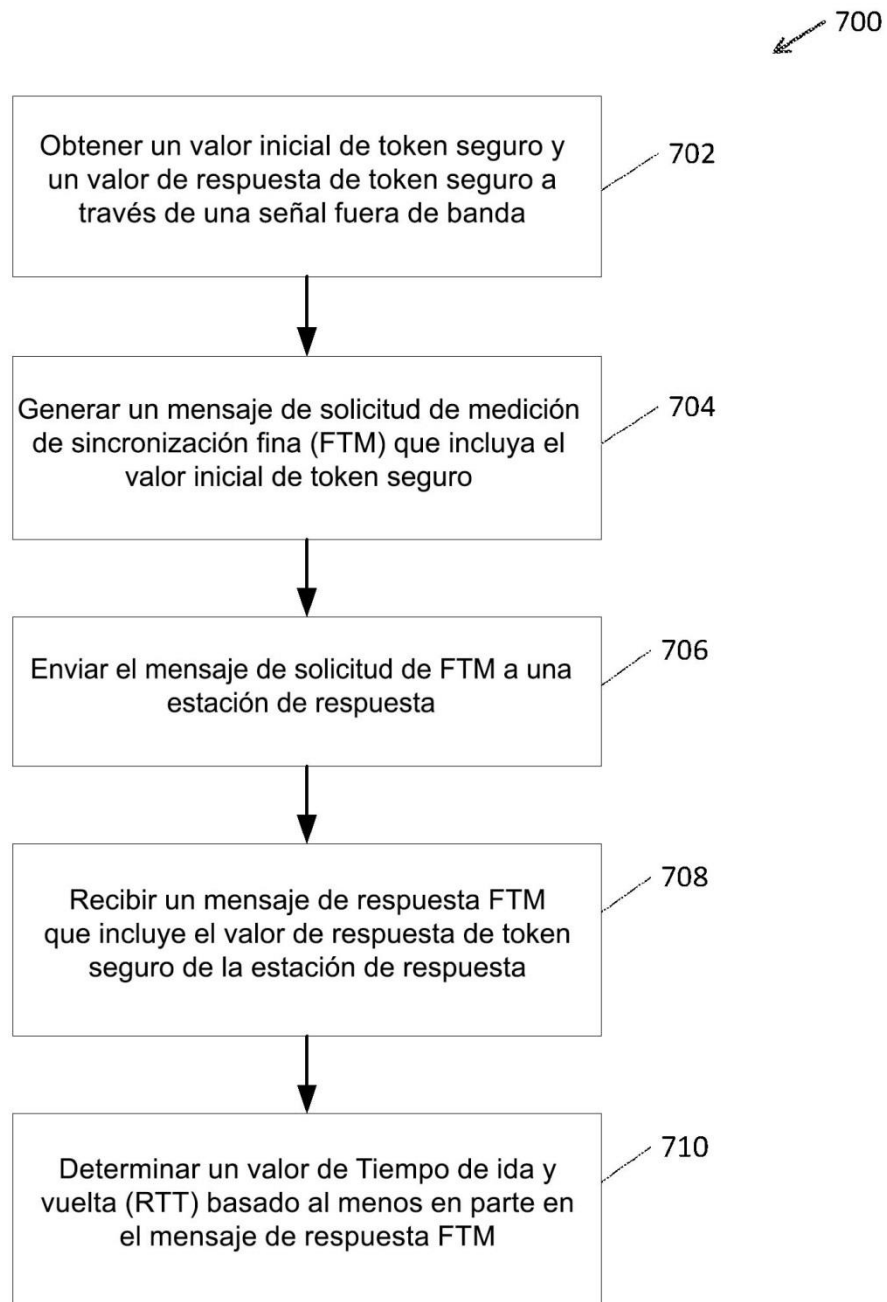 700
Obtener un valor inicial de token seguro y
un valor de respuesta de token seguro a
través de una señal fuera de banda
702
Generar un mensaje de solicitud de medición
de sincronización fina (FTM) que incluya el
valor inicial de token seguro
704
Enviar el mensaje de solicitud de FTM a una
estación de respuesta
706
Recibir un mensaje de respuesta FTM
que incluye el valor de respuesta de token
seguro de la estación de respuesta
708
Determinar un valor de Tiempo de ida y
vuelta (RTT) basado al menos en parte en
el mensaje de respuesta FTM
710